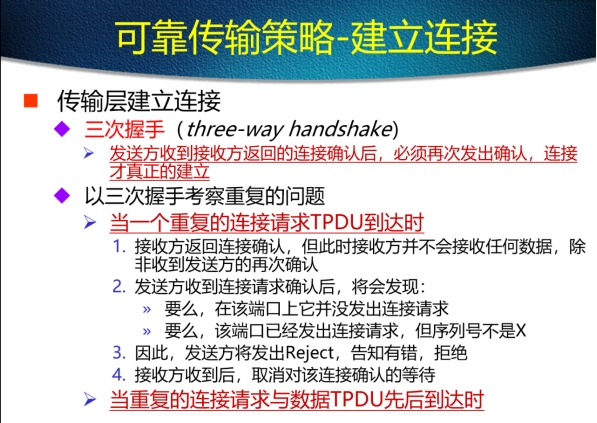 可靠传输策略-建立连接
传输层建立连接
三次握手（three-way handshake)
发送方收到接收方返回的连接确认后，必须再次发出确认，连接
才真正的建立
以三次握手考察重复的问题
当一个重复的连接请求TPDU到达时
1. 接收方返回连接确认，但此时接收方并不会接收任何数据，除
非收到发送方的再次确认
2. 发送方收到连接请求确认后，将会发现：
» 要么，在该端口上它并没发出连接请求
» 要么，该端口已经发出连接请求，但序列号不是X
3. 因此，发送方将发出Reject，告知有错，拒绝
4. 接收方收到后，取消对该连接确认的等待
当重复的连接请求与数据TPDU先后到达时